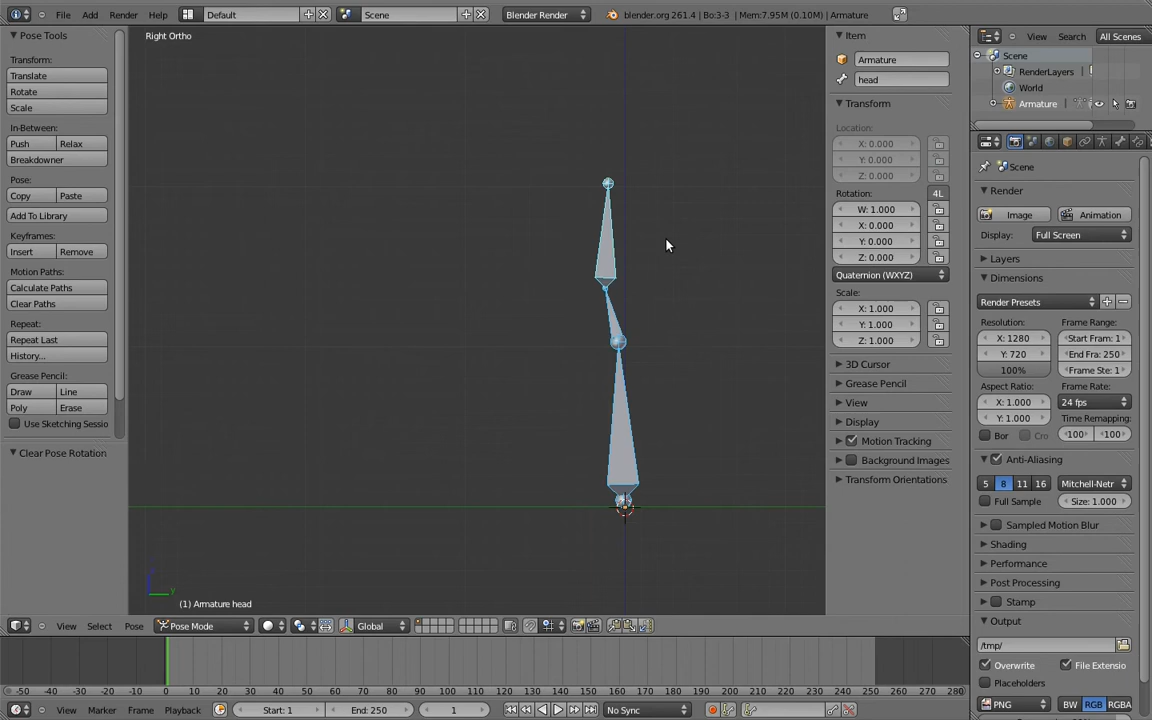 File Add Render Help Default Scene Blender Render blender.org 261.4 | Bo:3-3 | Mem:7.95M (0.10M) | Armature
Pose Tools
Transform:
Translate
Rotate
Scale
In-Between:
Push Relax
Breakdowner
Pose:
Copy Paste
Add To Library
Keyframes:
Insert Remove
Motion Paths:
Calculate Paths
Clear Paths
Repeat:
Repeat Last
History...
Grease Pencil:
Draw Line
Poly Erase
Use Sketching Sessio
Clear Pose Rotation
Right Ortho
z
y
(1) Armature head
Item
Armature
head
Transform
Location:
X: 0.000
Y: 0.000
Z: 0.000
Rotation:
4L
W: 1.000
X: 0.000
Y: 0.000
Z: 0.000
Quaternion (WXYZ)
Scale:
X: 1.000
Y: 1.000
Z: 1.000
3D Cursor
Grease Pencil
View
Display
Motion Tracking
Background Images
Transform Orientations
View Search All Scenes
Scene
RenderLayers
World
Armature
Scene
Render
Image Animation
Display: Full Screen
Layers
Dimensions
Render Presets
Resolution: Frame Range:
X: 1280 Start Fram: 1
Y: 720 End Fra: 250
100% Frame Ste: 1
Aspect Ratio: Frame Rate:
X: 1.000 24 fps
Y: 1.000 Time Remapping:
Bor Cro 100 100
Anti-Aliasing
5 8 11 16 Mitchell-Netr
Full Sample Size: 1.000
Sampled Motion Blur
Shading
Performance
Post Processing
Stamp
Output
/tmp/
Overwrite File Extensio
Placeholders
PNG BW RGB RGBA
View Select Pose Pose Mode Global
-50 -40 -30 -20 -10 0 10 20 30 40 50 60 70 80 90 100 110 120 130 140 150 160 170 180 190 200 210 220 230 240 250 260 270 280
View Marker Frame Playback Start: 1 End: 250 1 No Sync